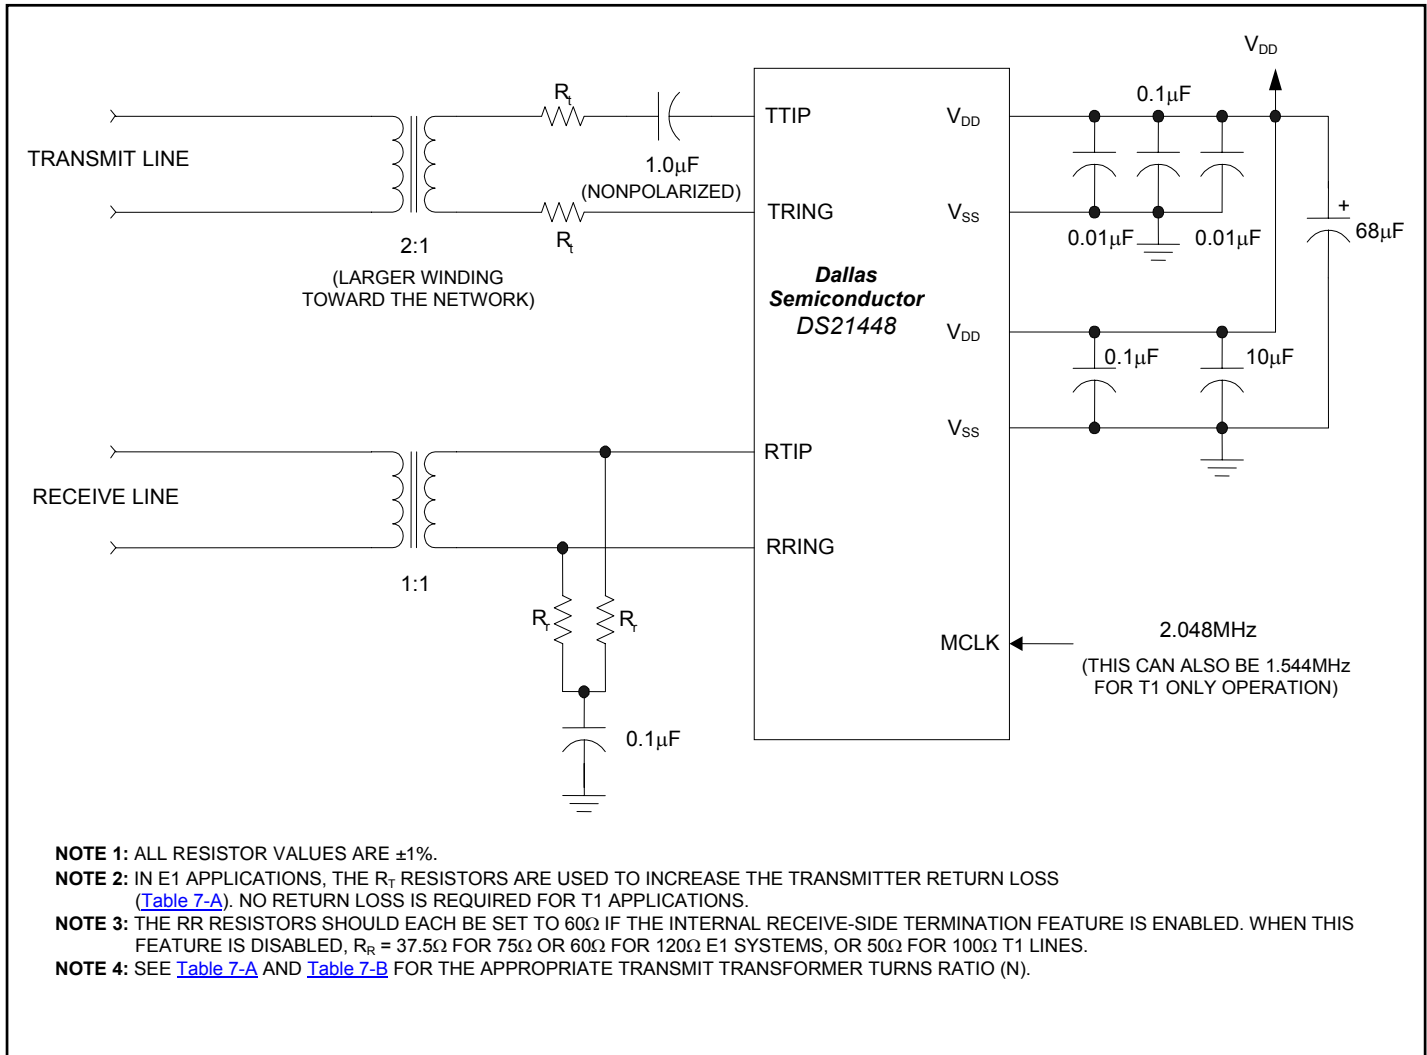 V_DD
0.1µF
R_t
TTIP
V_DD
TRANSMIT LINE
1.0µF
(NONPOLARIZED)
TRING
V_SS
+
68µF
R_t
0.01µF
0.01µF
2:1
(LARGER WINDING
TOWARD THE NETWORK)
Dallas
Semiconductor
DS21448
V_DD
0.1µF
10µF
V_SS
RTIP
RECEIVE LINE
RRING
1:1
R_r
R_r
MCLK
2.048MHz
(THIS CAN ALSO BE 1.544MHz
FOR T1 ONLY OPERATION)
0.1µF
NOTE 1: ALL RESISTOR VALUES ARE ±1%.
NOTE 2: IN E1 APPLICATIONS, THE R_T RESISTORS ARE USED TO INCREASE THE TRANSMITTER RETURN LOSS
(Table 7-A). NO RETURN LOSS IS REQUIRED FOR T1 APPLICATIONS.
NOTE 3: THE RR RESISTORS SHOULD EACH BE SET TO 60Ω IF THE INTERNAL RECEIVE-SIDE TERMINATION FEATURE IS ENABLED. WHEN THIS
FEATURE IS DISABLED, R_R = 37.5Ω FOR 75Ω OR 60Ω FOR 120Ω E1 SYSTEMS, OR 50Ω FOR 100Ω T1 LINES.
NOTE 4: SEE Table 7-A AND Table 7-B FOR THE APPROPRIATE TRANSMIT TRANSFORMER TURNS RATIO (N).